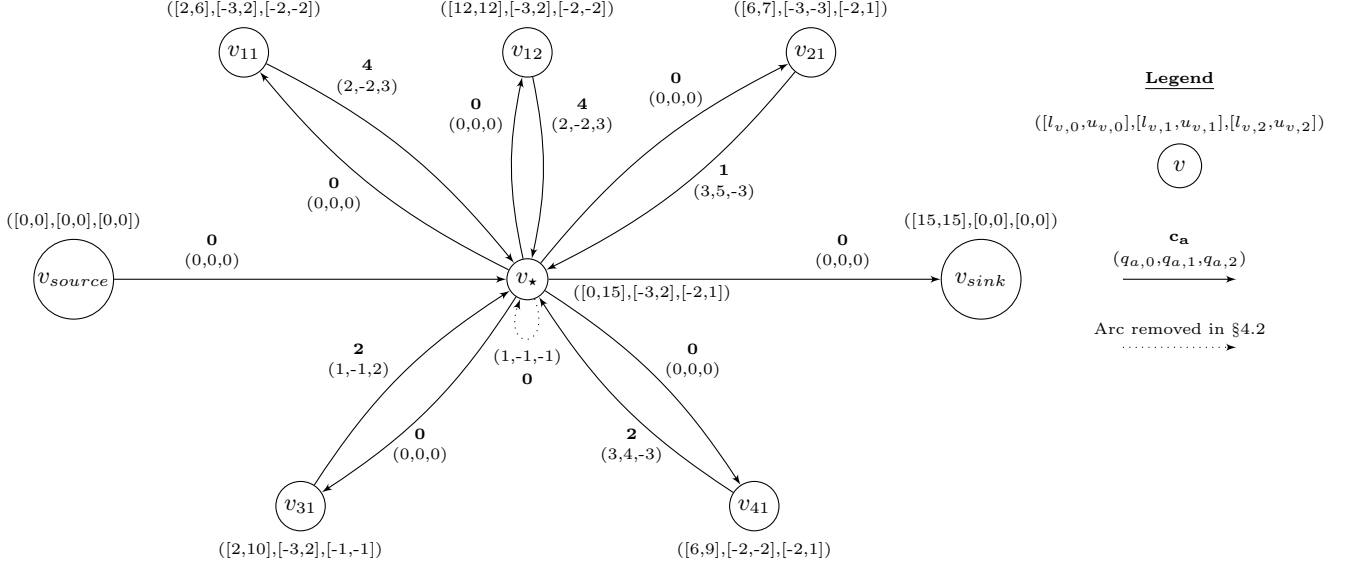 ([2,6],[-3,2],[-2,-2])
([12,12],[-3,2],[-2,-2])
([6,7],[-3,-3],[-2,1])
v11
v12
v21
4
(2,-2,3)
0
(0,0,0)
0
(0,0,0)
4
(2,-2,3)
0
(0,0,0)
1
(3,5,-3)
([0,0],[0,0],[0,0])
vsource
0
(0,0,0)
v⋆
([0,15],[-3,2],[-2,1])
0
(0,0,0)
([15,15],[0,0],[0,0])
vsink
(1,-1,-1)
0
2
(1,-1,2)
0
(0,0,0)
0
(0,0,0)
2
(3,4,-3)
v31
([2,10],[-3,2],[-1,-1])
v41
([6,9],[-2,-2],[-2,1])
Legend
([lv,0,uv,0],[lv,1,uv,1],[lv,2,uv,2])
v
ca
(qa,0,qa,1,qa,2)
Arc removed in §4.2